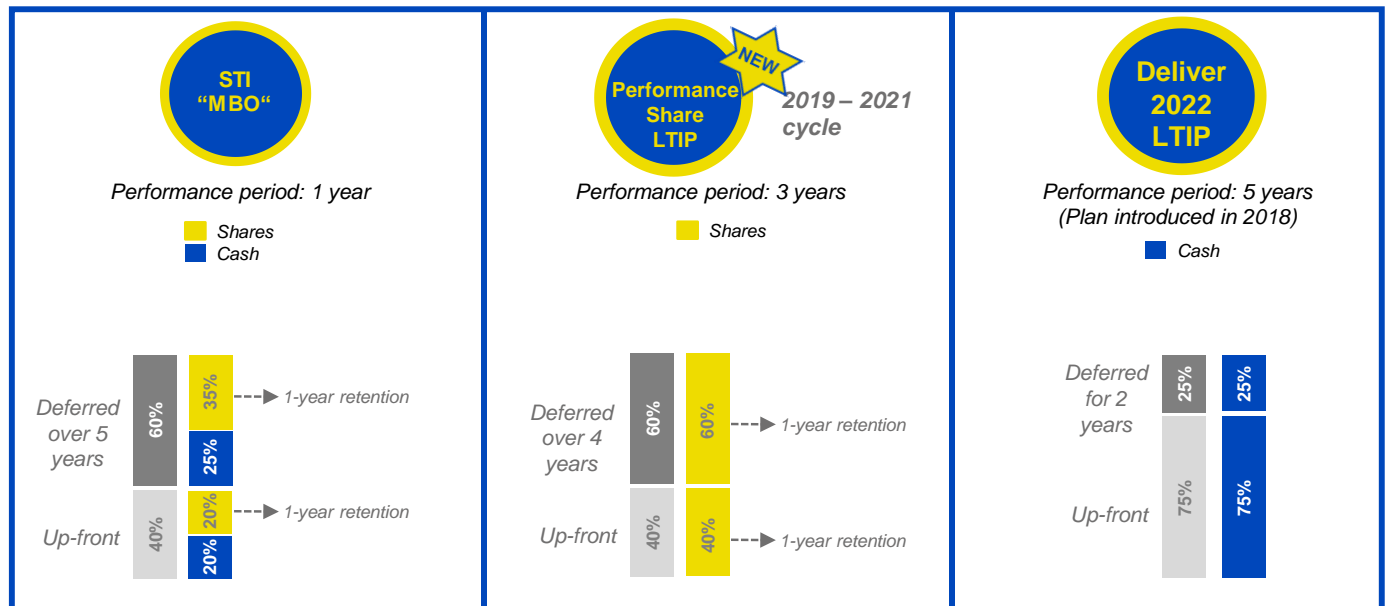 STI
“MBO“
Performance period: 1 year
Shares
Cash
Deferred
over 5
years
60%
35%
1-year retention
25%
Up-front
40%
20%
1-year retention
20%
Performance
Share
LTIP
NEW
2019 – 2021
cycle
Performance period: 3 years
Shares
Deferred
over 4
years
60%
60%
1-year retention
Up-front
40%
40%
1-year retention
Deliver
2022
LTIP
Performance period: 5 years
(Plan introduced in 2018)
Cash
Deferred
for 2
years
25%
25%
Up-front
75%
75%